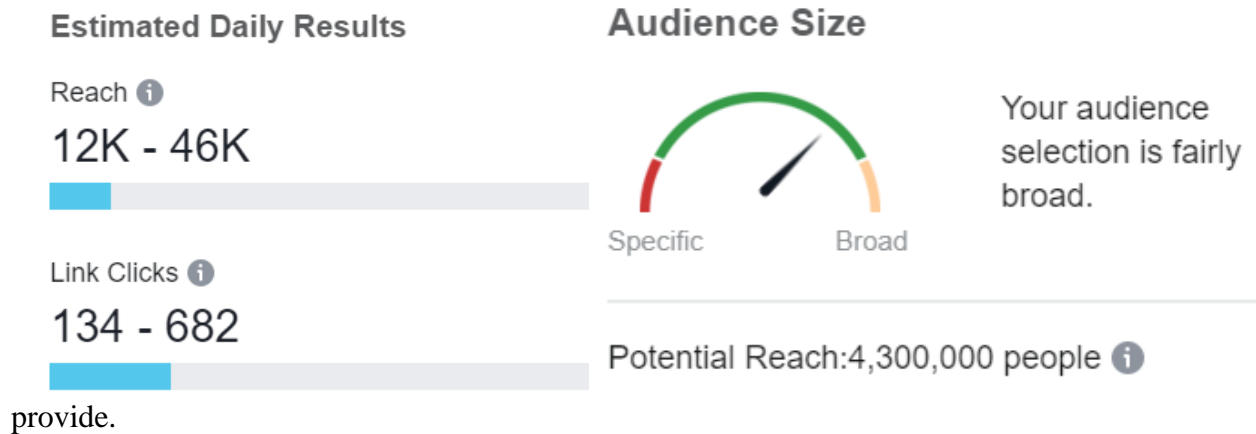 Estimated Daily Results
Reach
12K - 46K
Link Clicks
134 - 682
Audience Size
Your audience
selection is fairly
broad.
Specific
Broad
Potential Reach:4,300,000 people
provide.